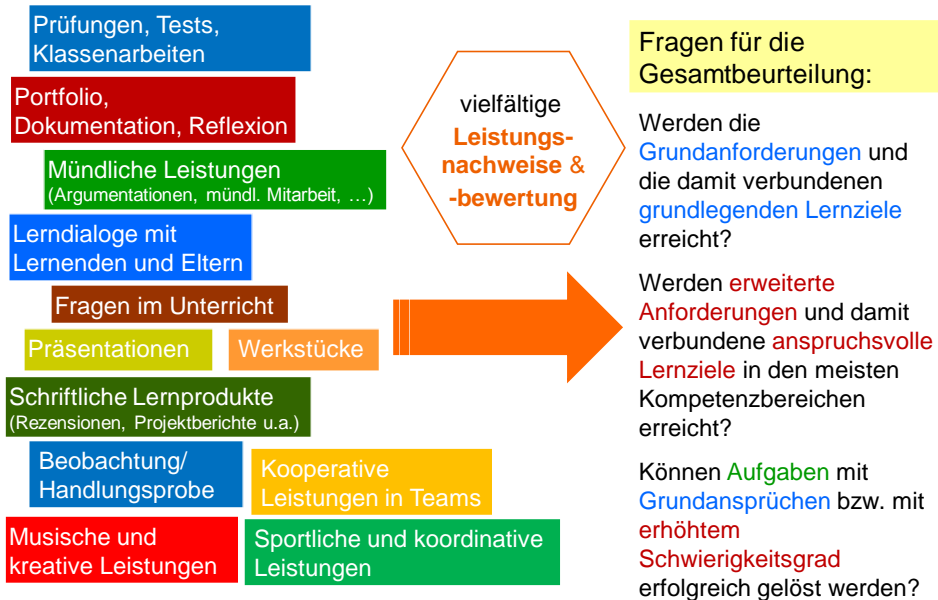 Prüfungen, Tests,
Klassenarbeiten
Portfolio,
Dokumentation, Reflexion
Mündliche Leistungen
(Argumentationen, mündl. Mitarbeit, …)
Lerndialoge mit
Lernenden und Eltern
Fragen im Unterricht
Präsentationen
Werkstücke
Schriftliche Lernprodukte
(Rezensionen, Projektberichte u.a.)
Beobachtung/
Handlungsprobe
Kooperative
Leistungen in Teams
Musische und
kreative Leistungen
Sportliche und koordinative
Leistungen
vielfältige
Leistungs-
nachweise &
-bewertung
Fragen für die
Gesamtbeurteilung:
Werden die
Grundanforderungen und
die damit verbundenen
grundlegenden Lernziele
erreicht?
Werden erweiterte
Anforderungen und damit
verbundene anspruchsvolle
Lernziele in den meisten
Kompetenzbereichen
erreicht?
Können Aufgaben mit
Grundansprüchen bzw. mit
erhöhtem
Schwierigkeitsgrad
erfolgreich gelöst werden?